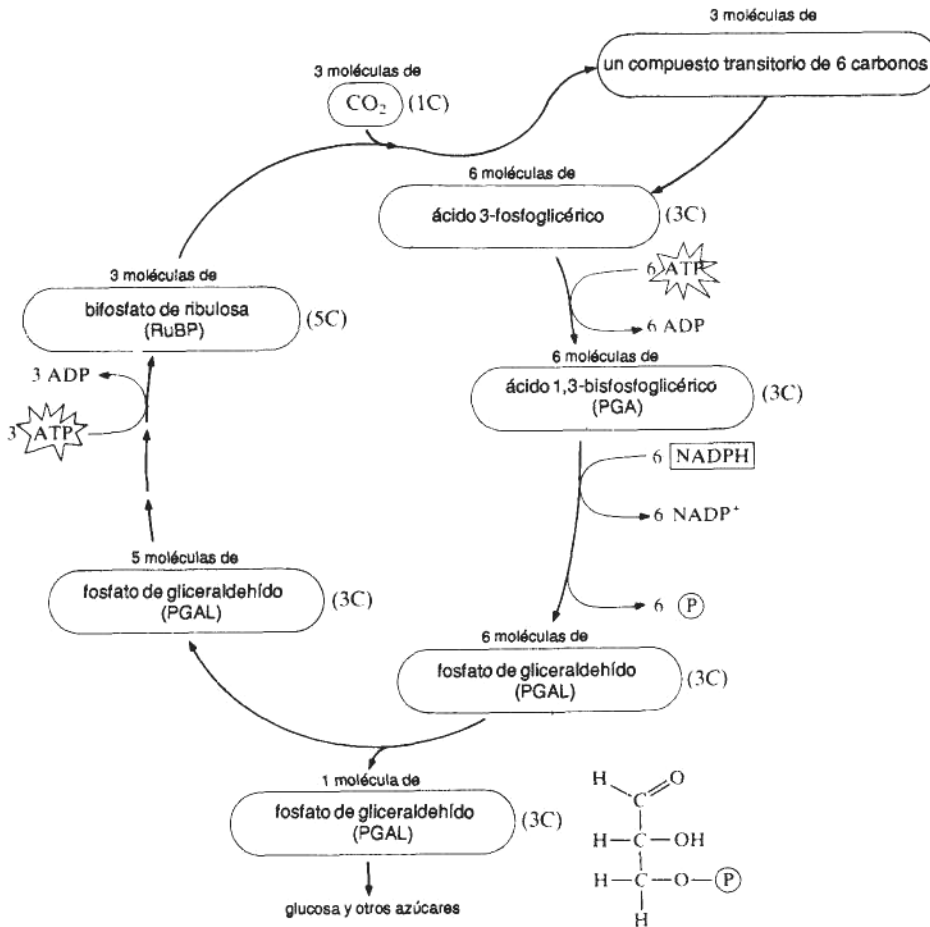 3 moléculas de
un compuesto transitorio de 6 carbonos
3 moléculas de
CO₂ (1C)
6 moléculas de
ácido 3-fosfoglicérico (3C)
6 ATP
6 ADP
3 moléculas de
bifosfato de ribulosa
(RuBP) (5C)
3 ADP
3 ATP
6 moléculas de
ácido 1,3-bisfosfoglicérico
(PGA) (3C)
6 NADPH
6 NADP⁺
6 P
5 moléculas de
fosfato de gliceraldehído
(PGAL) (3C)
6 moléculas de
fosfato de gliceraldehído
(PGAL) (3C)
1 molécula de
fosfato de gliceraldehído
(PGAL) (3C)
glucosa y otros azúcares
H O
C
H—C—OH
H—C—O—P
H